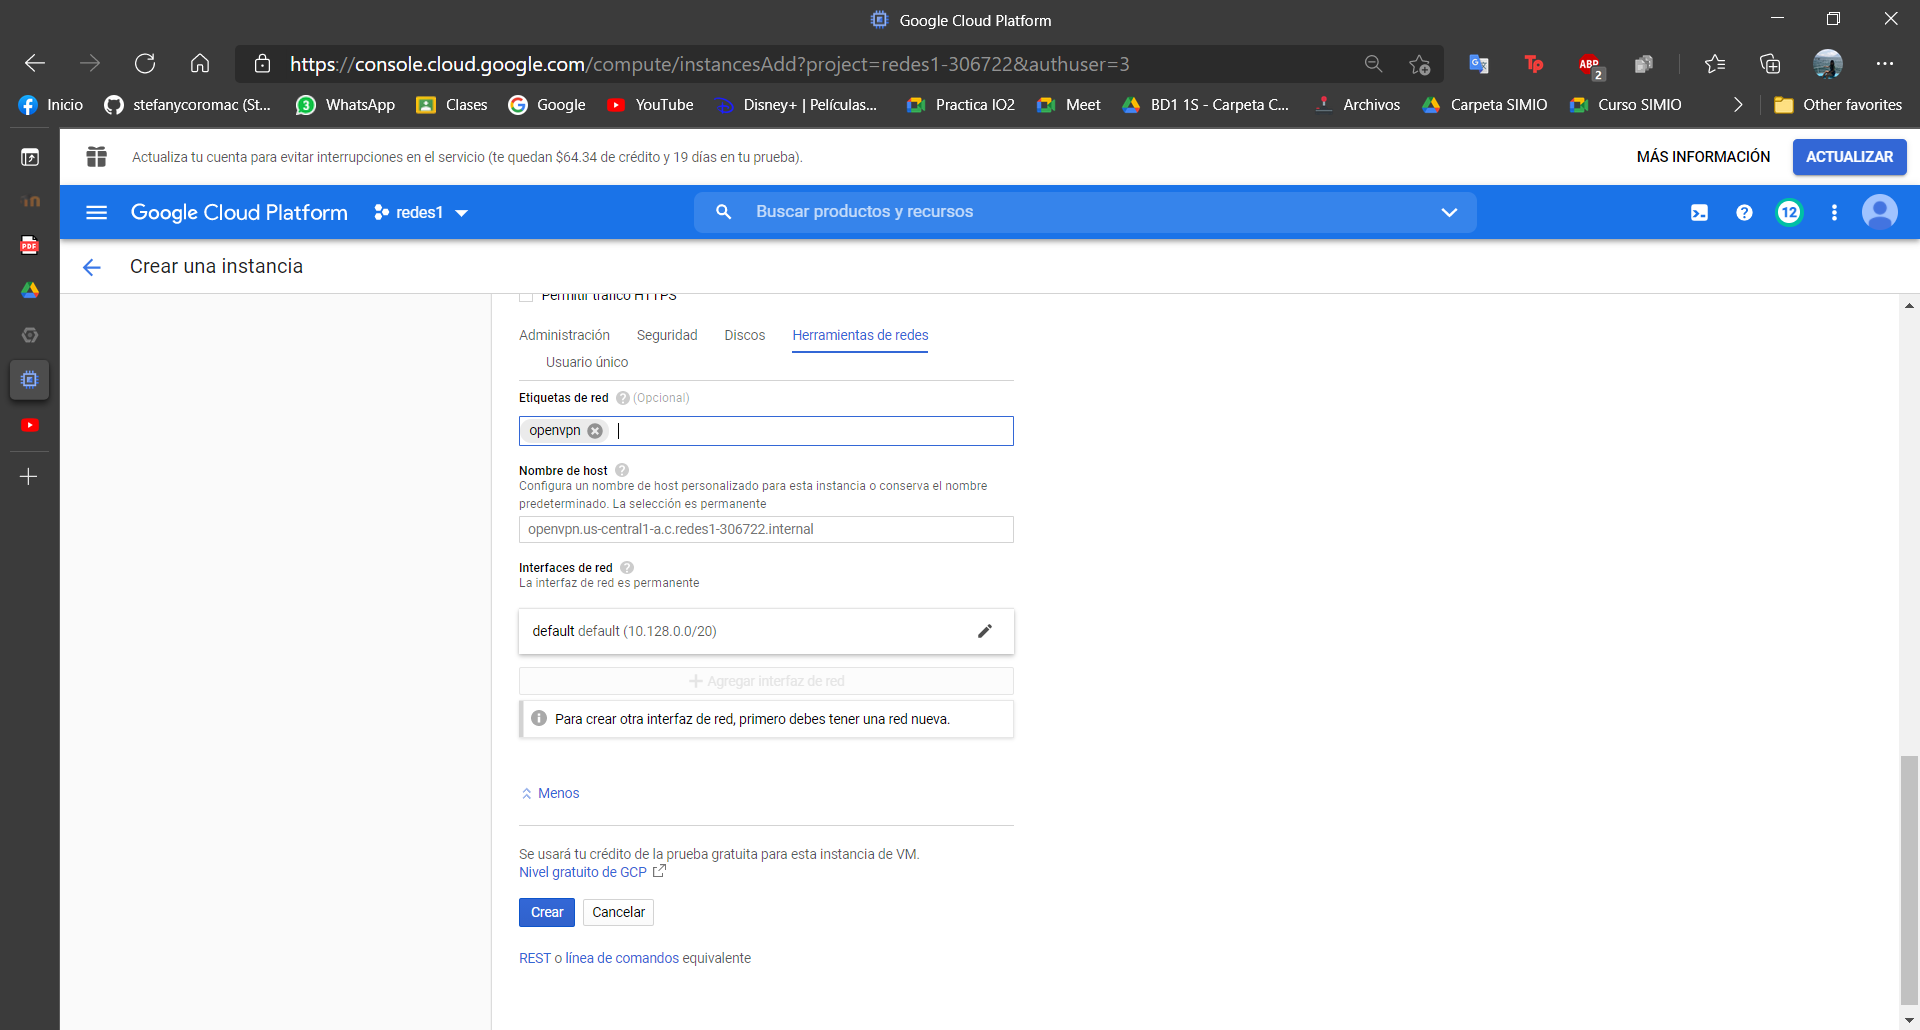 Google Cloud Platform
https://console.cloud.google.com/compute/instancesAdd?project=redes1-306722&authuser=3
ABP 2
Inicio stefanycoromac (St... 3 WhatsApp Clases Google YouTube Disney+ | Películas... Practica IO2 Meet BD1 1S - Carpeta C... Archivos Carpeta SIMIO Curso SIMIO Other favorites
Actualiza tu cuenta para evitar interrupciones en el servicio (te quedan $64.34 de crédito y 19 días en tu prueba). MÁS INFORMACIÓN ACTUALIZAR
Google Cloud Platform redes1 Buscar productos y recursos 12
PDF
Crear una instancia
Permitir tráfico HTTPS
Administración Seguridad Discos Herramientas de redes
Usuario único
Etiquetas de red (Opcional)
openvpn
Nombre de host
Configura un nombre de host personalizado para esta instancia o conserva el nombre
predeterminado. La selección es permanente
openvpn.us-central1-a.c.redes1-306722.internal
Interfaces de red
La interfaz de red es permanente
default default (10.128.0.0/20)
Agregar interfaz de red
Para crear otra interfaz de red, primero debes tener una red nueva.
Menos
Se usará tu crédito de la prueba gratuita para esta instancia de VM.
Nivel gratuito de GCP
Crear Cancelar
REST o línea de comandos equivalente